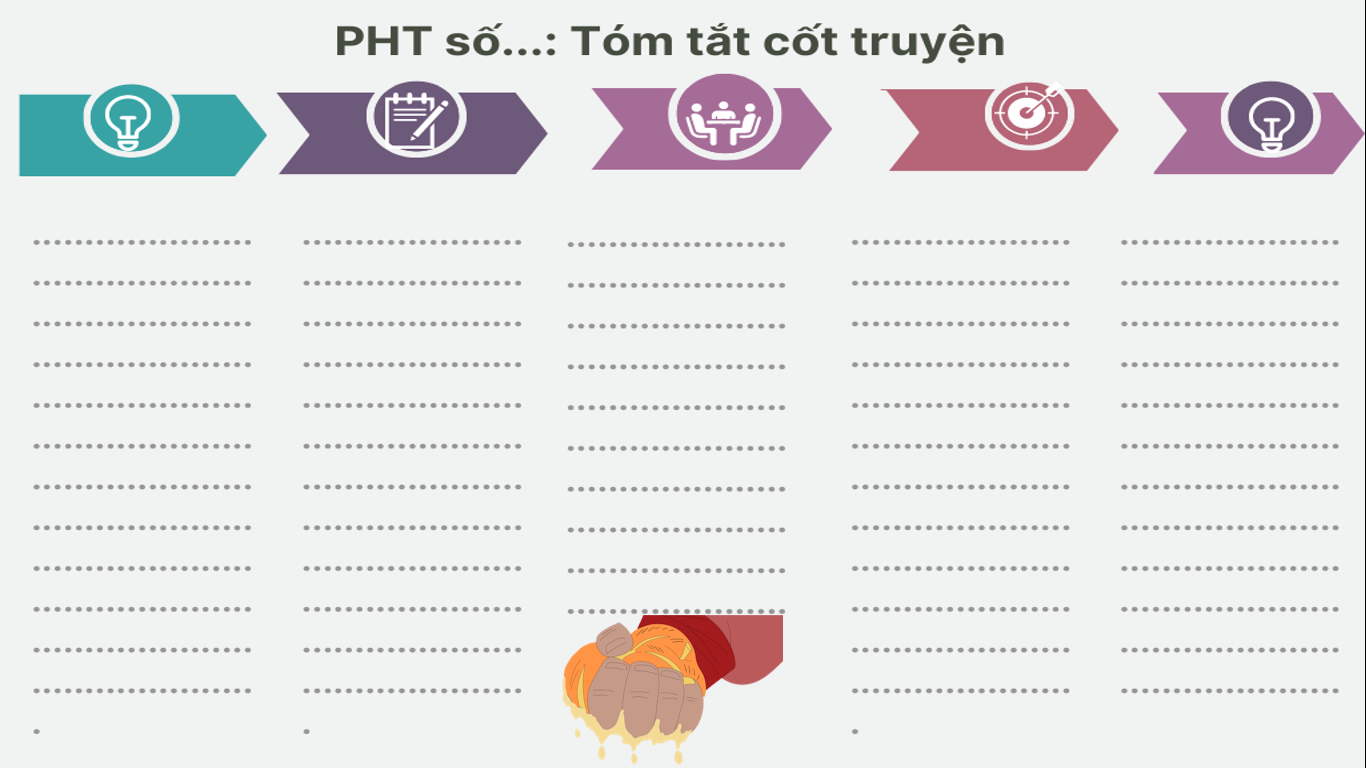 PHT số...: Tóm tắt cốt truyện